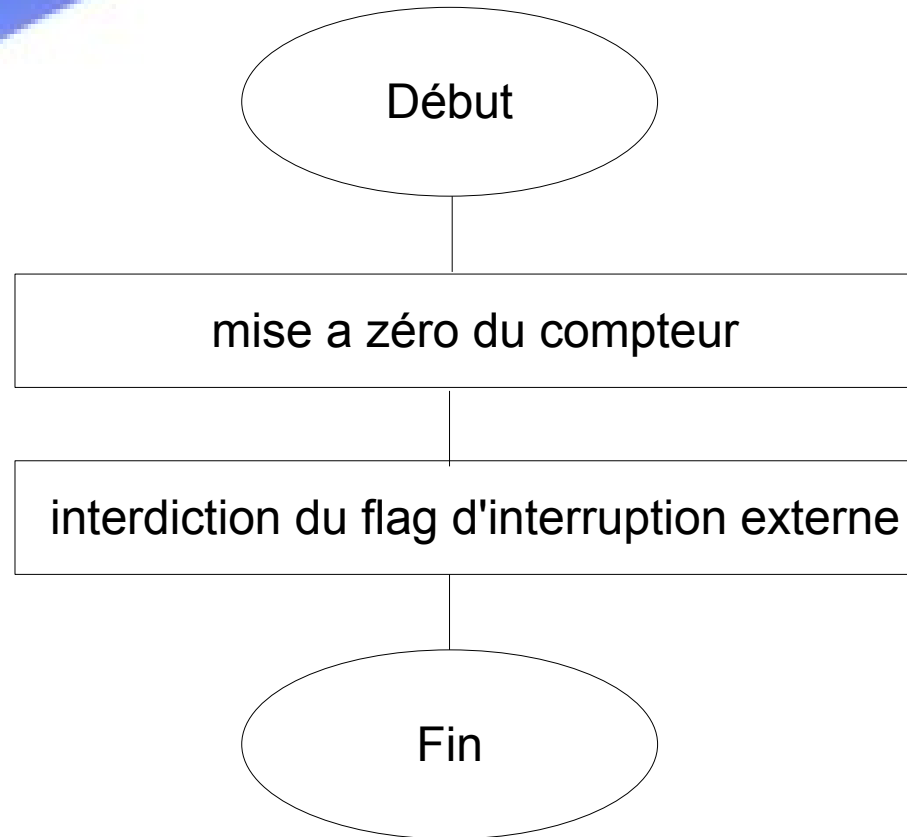 Début
mise a zéro du compteur
interdiction du flag d'interruption externe
Fin